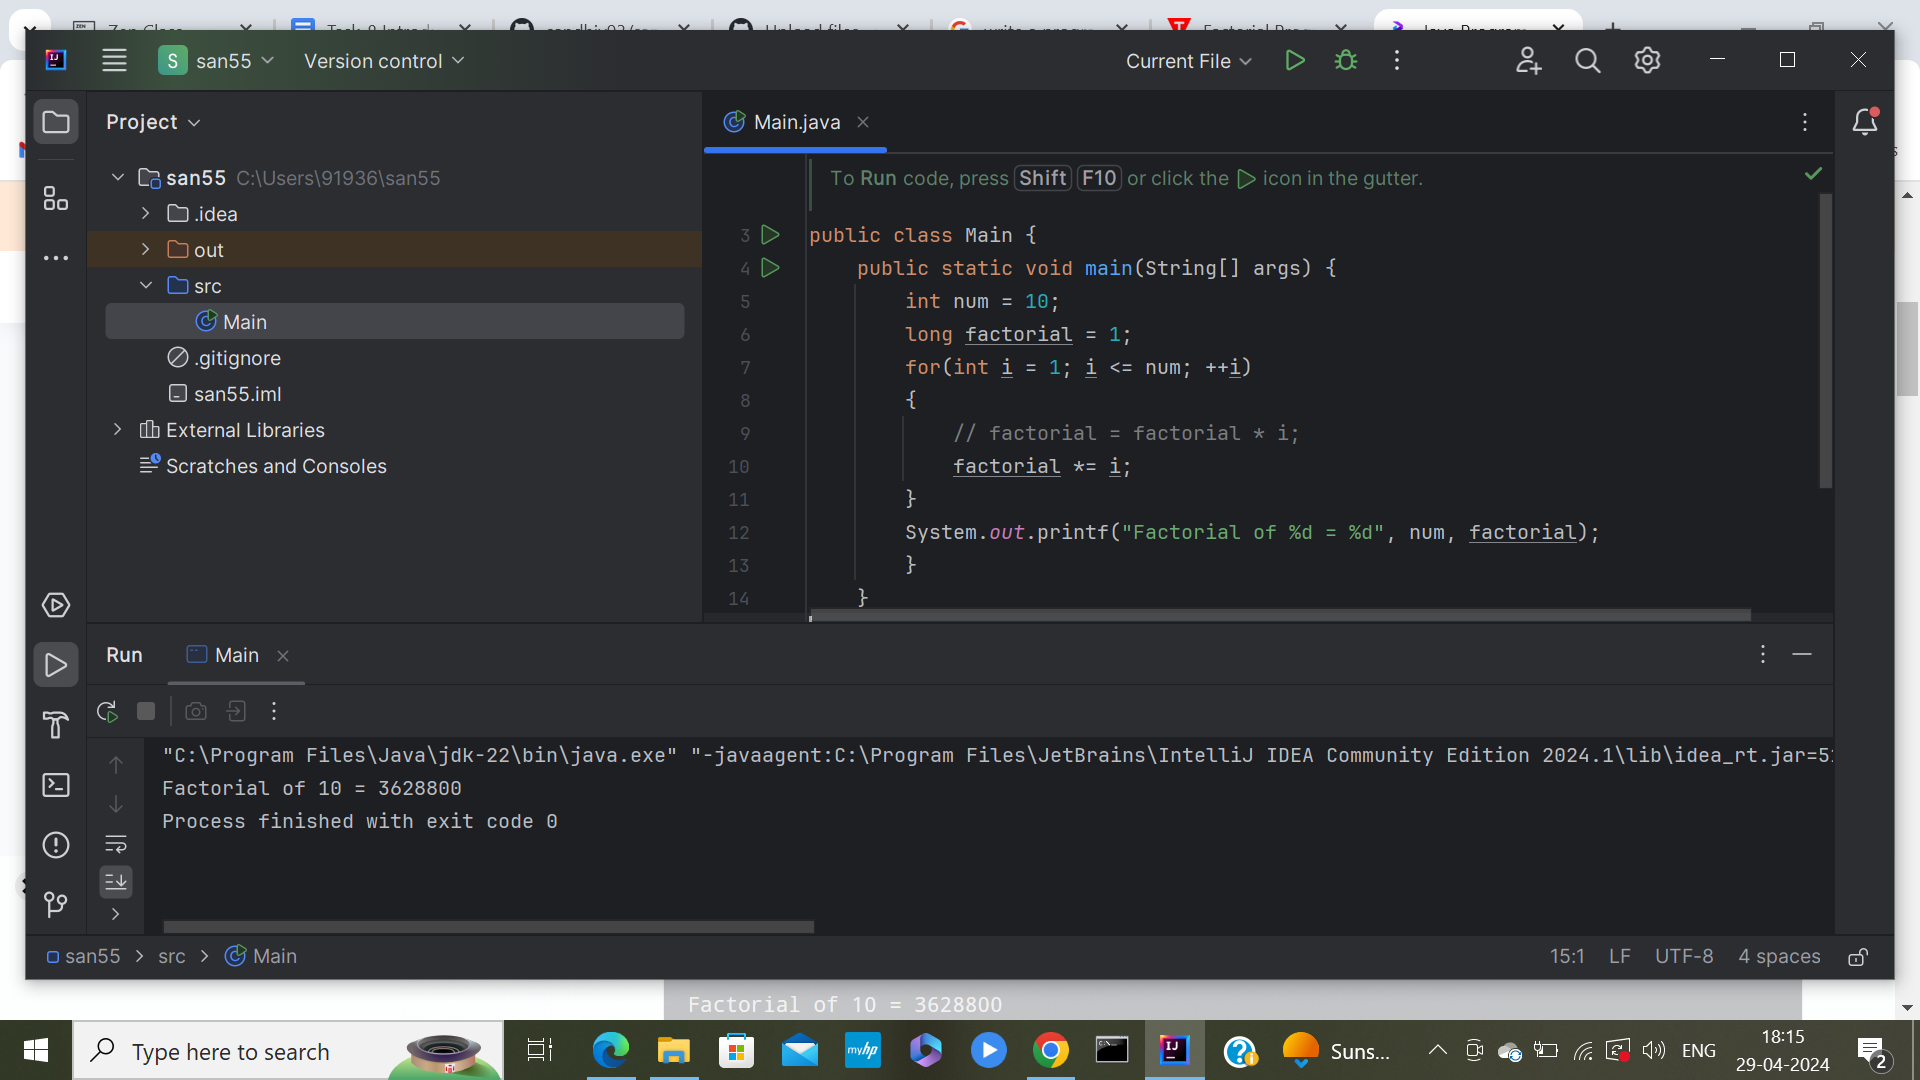 san55
Version control
Current File
Project
san55 C:\Users\91936\san55
.idea
out
src
Main
.gitignore
san55.iml
External Libraries
Scratches and Consoles
Main.java
To Run code, press Shift F10 or click the icon in the gutter.
3 public class Main {
4 public static void main(String[] args) {
5 int num = 10;
6 long factorial = 1;
7 for(int i = 1; i <= num; ++i)
8 {
9 // factorial = factorial * i;
10 factorial *= i;
11 }
12 System.out.printf("Factorial of %d = %d", num, factorial);
13 }
14 }
Run Main
"C:\Program Files\Java\jdk-22\bin\java.exe" "-javaagent:C:\Program Files\JetBrains\IntelliJ IDEA Community Edition 2024.1\lib\idea_rt.jar=51
Factorial of 10 = 3628800
Process finished with exit code 0
san55 > src > Main
15:1 LF UTF-8 4 spaces
Factorial of 10 = 3628800
Type here to search
myhp
Suns...
ENG
18:15
29-04-2024
2